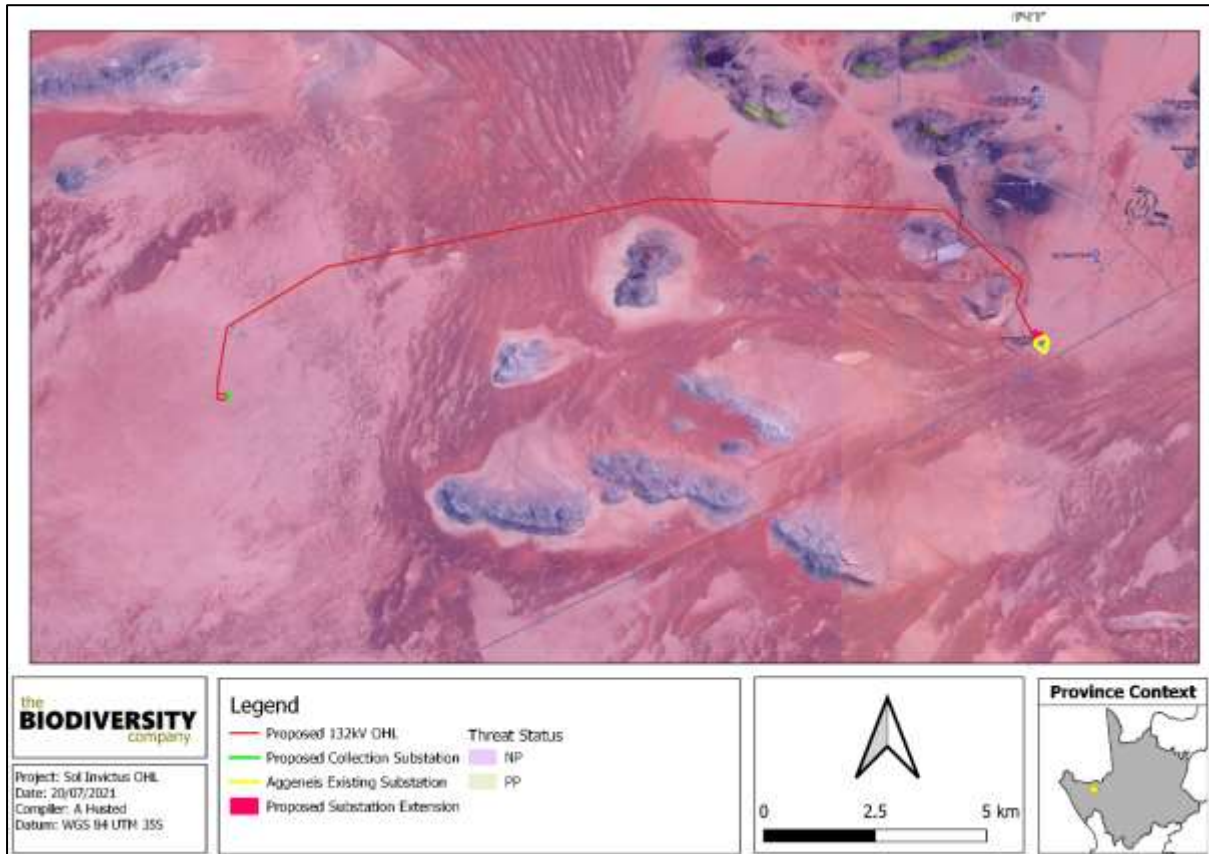 the
BIODIVERSITY
company
Project: Sol Invictus OHL
Date: 20/07/2021
Compiler: A Husted
Datum: WGS 84 UTM 35S
Legend
Proposed 132kV OHL
Proposed Collection Substation
Aggeneis Existing Substation
Proposed Substation Extension
Threat Status
NP
PP
0 2.5 5 km
Province Context